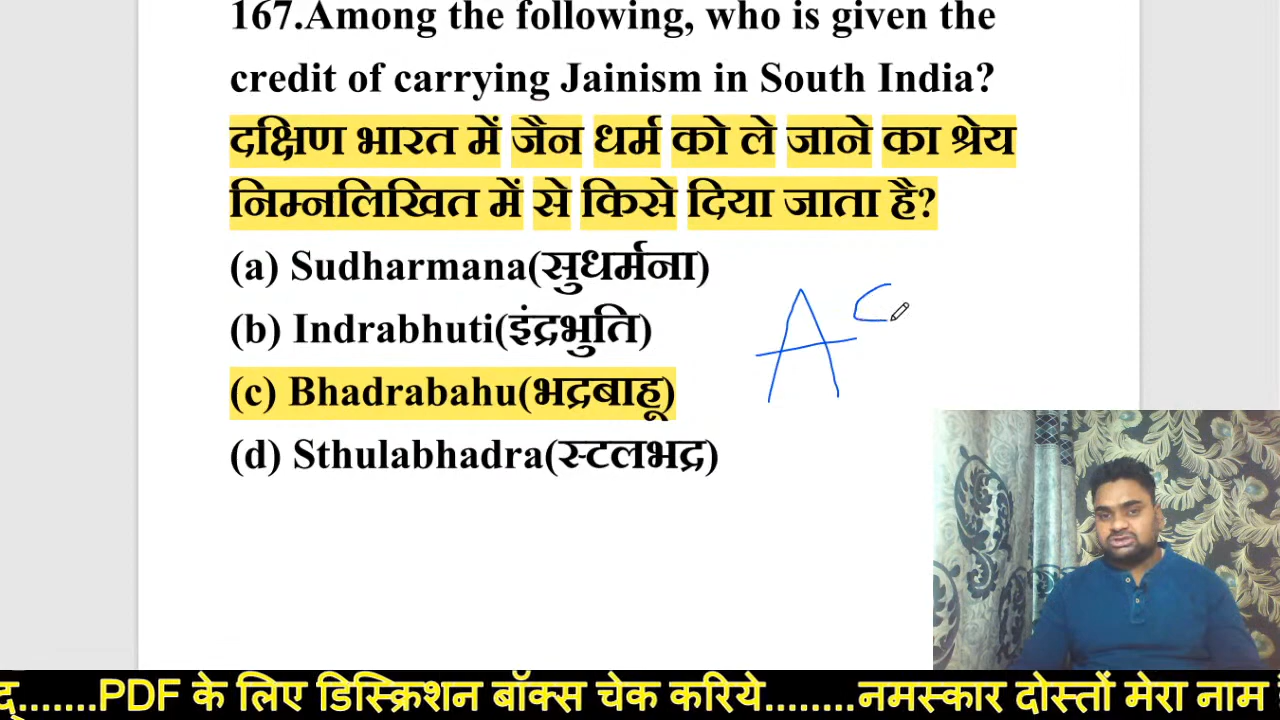 167.Among the following, who is given the
credit of carrying Jainism in South India?
दक्षिण भारत में जैन धर्म को ले जाने का श्रेय
निम्नलिखित में से किसे दिया जाता है?
(a) Sudharmana(सुधर्मना)
(b) Indrabhuti(इंद्रभुति)
(c) Bhadrabahu(भद्रबाहू)
(d) Sthulabhadra(स्टलभद्र)
A
द्.......PDF के लिए डिस्क्रिशन बॉक्स चेक करिये........नमस्कार दोस्तों मेरा नाम